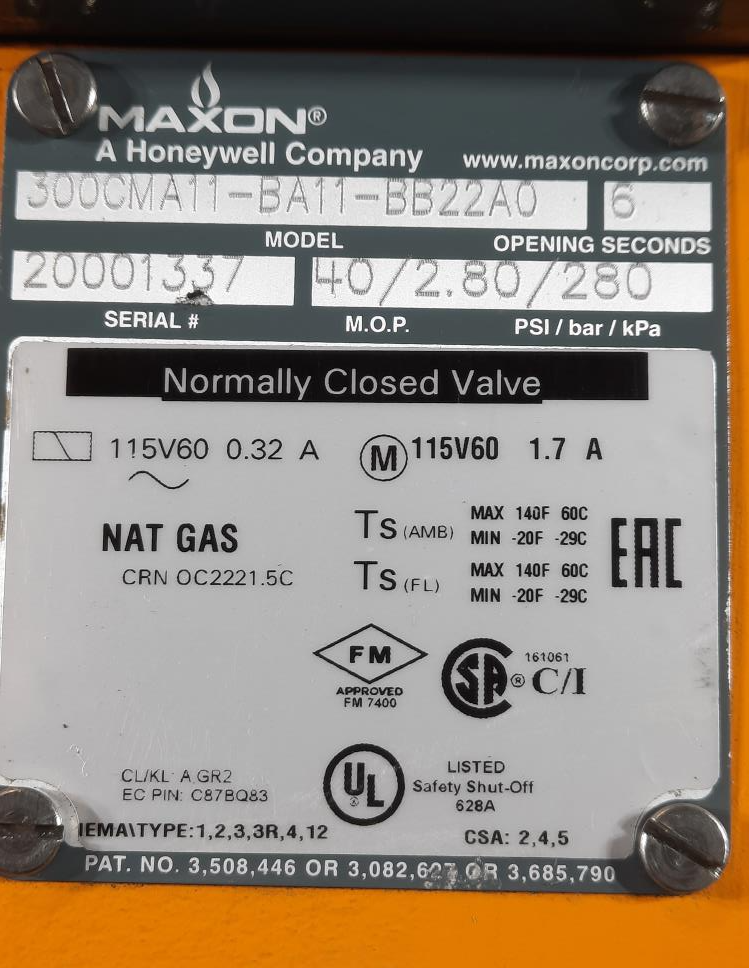 MAXON®
A Honeywell Company www.maxoncorp.com
300CMA11-BA11-BB22A0 6
MODEL OPENING SECONDS
20001337 40/2.80/280
SERIAL # M.O.P. PSI / bar / kPa
Normally Closed Valve
115V60 0.32 A M 115V60 1.7 A
NAT GAS
CRN OC2221.5C
Ts (AMB) MAX 140F 60C
MIN -20F -29C
Ts (FL) MAX 140F 60C
MIN -20F -29C
EAC
FM
APPROVED
FM 7400
SA ® 161061
C/I
CL/KL: A GR2
EC PIN: C87BQ83
UL ®
LISTED
Safety Shut-Off
628A
IEMA\TYPE:1,2,3,3R,4,12 CSA: 2,4,5
PAT. NO. 3,508,446 OR 3,082,627 OR 3,685,790